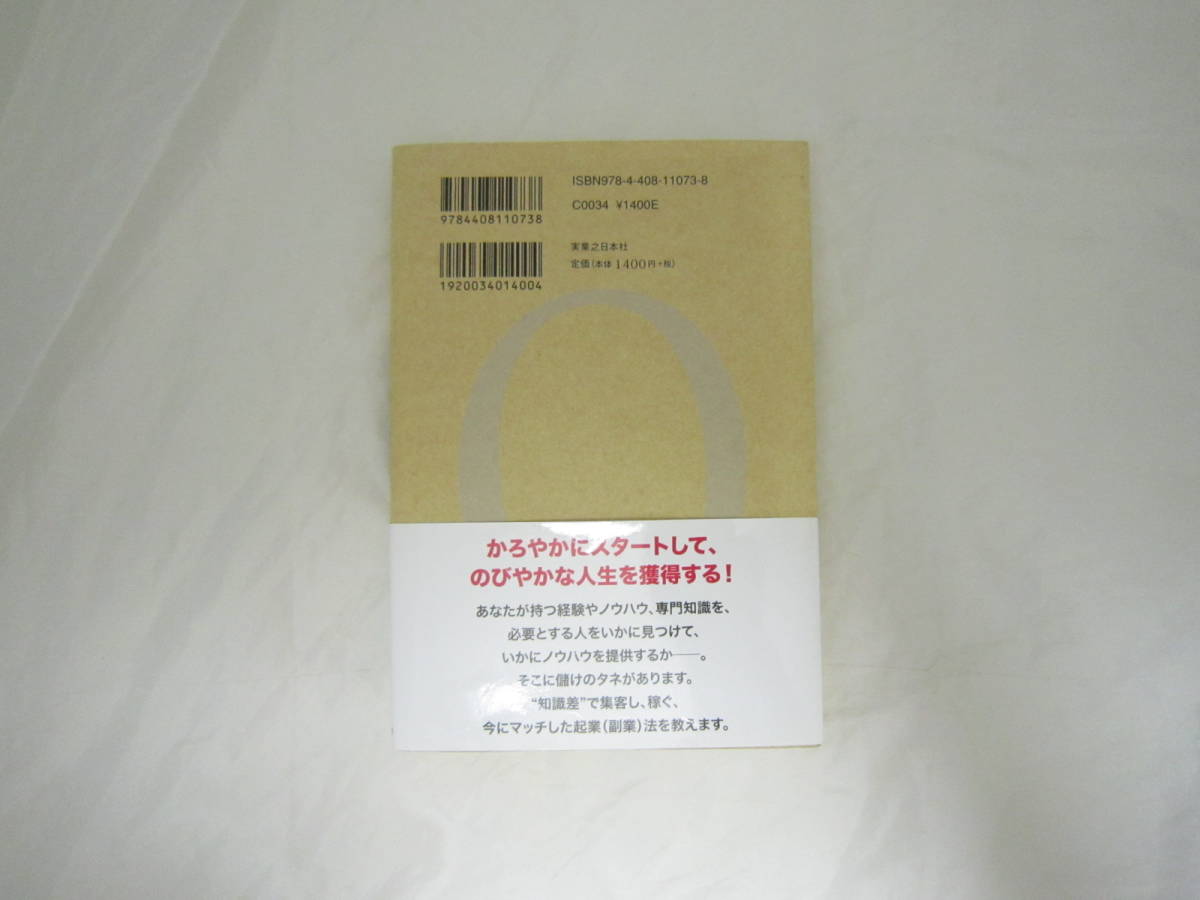 ISBN978-4-408-11073-8
9784408110738
C0034 ¥1400E
実業之日本社
定価(本体1400円+税)
1920034014004
かろやかにスタートして、
のびやかな人生を獲得する!
あなたが持つ経験やノウハウ、専門知識を、
必要とする人をいかに見つけて、
いかにノウハウを提供するか――。
そこに儲けのタネがあります。
“知識差”で集客し、稼ぐ、
今にマッチした起業(副業)法を教えます。